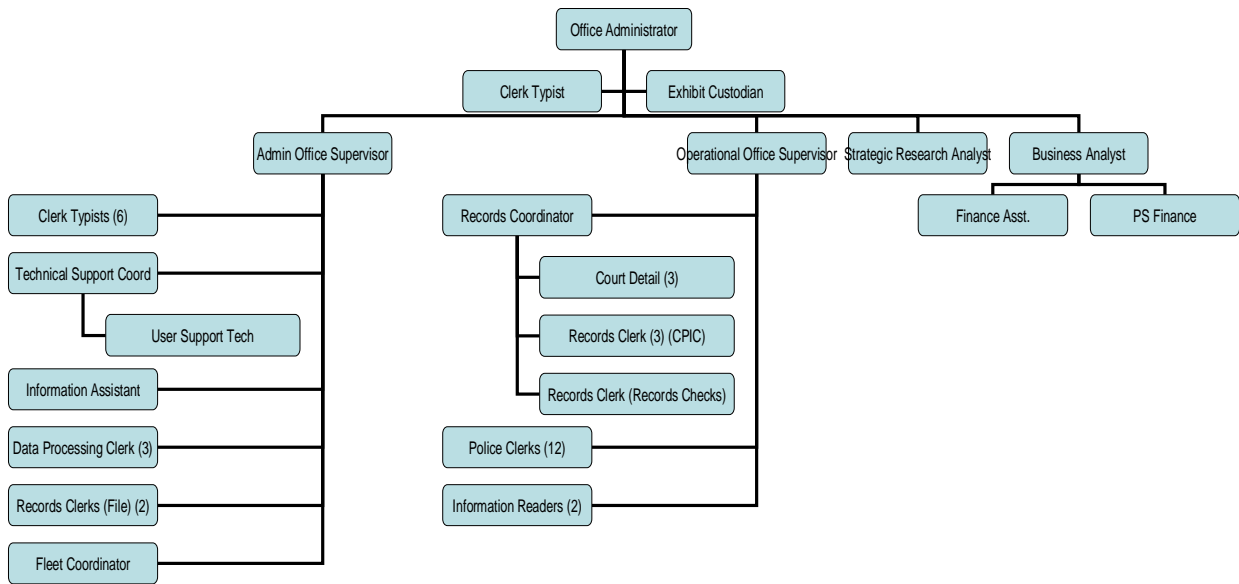 Office Administrator
Clerk Typist
Exhibit Custodian
Admin Office Supervisor
Operational Office Supervisor
Strategic Research Analyst
Business Analyst
Clerk Typists (6)
Records Coordinator
Finance Asst.
PS Finance
Technical Support Coord
Court Detail (3)
User Support Tech
Records Clerk (3) (CPIC)
Information Assistant
Records Clerk (Records Checks)
Data Processing Clerk (3)
Police Clerks (12)
Records Clerks (File) (2)
Information Readers (2)
Fleet Coordinator